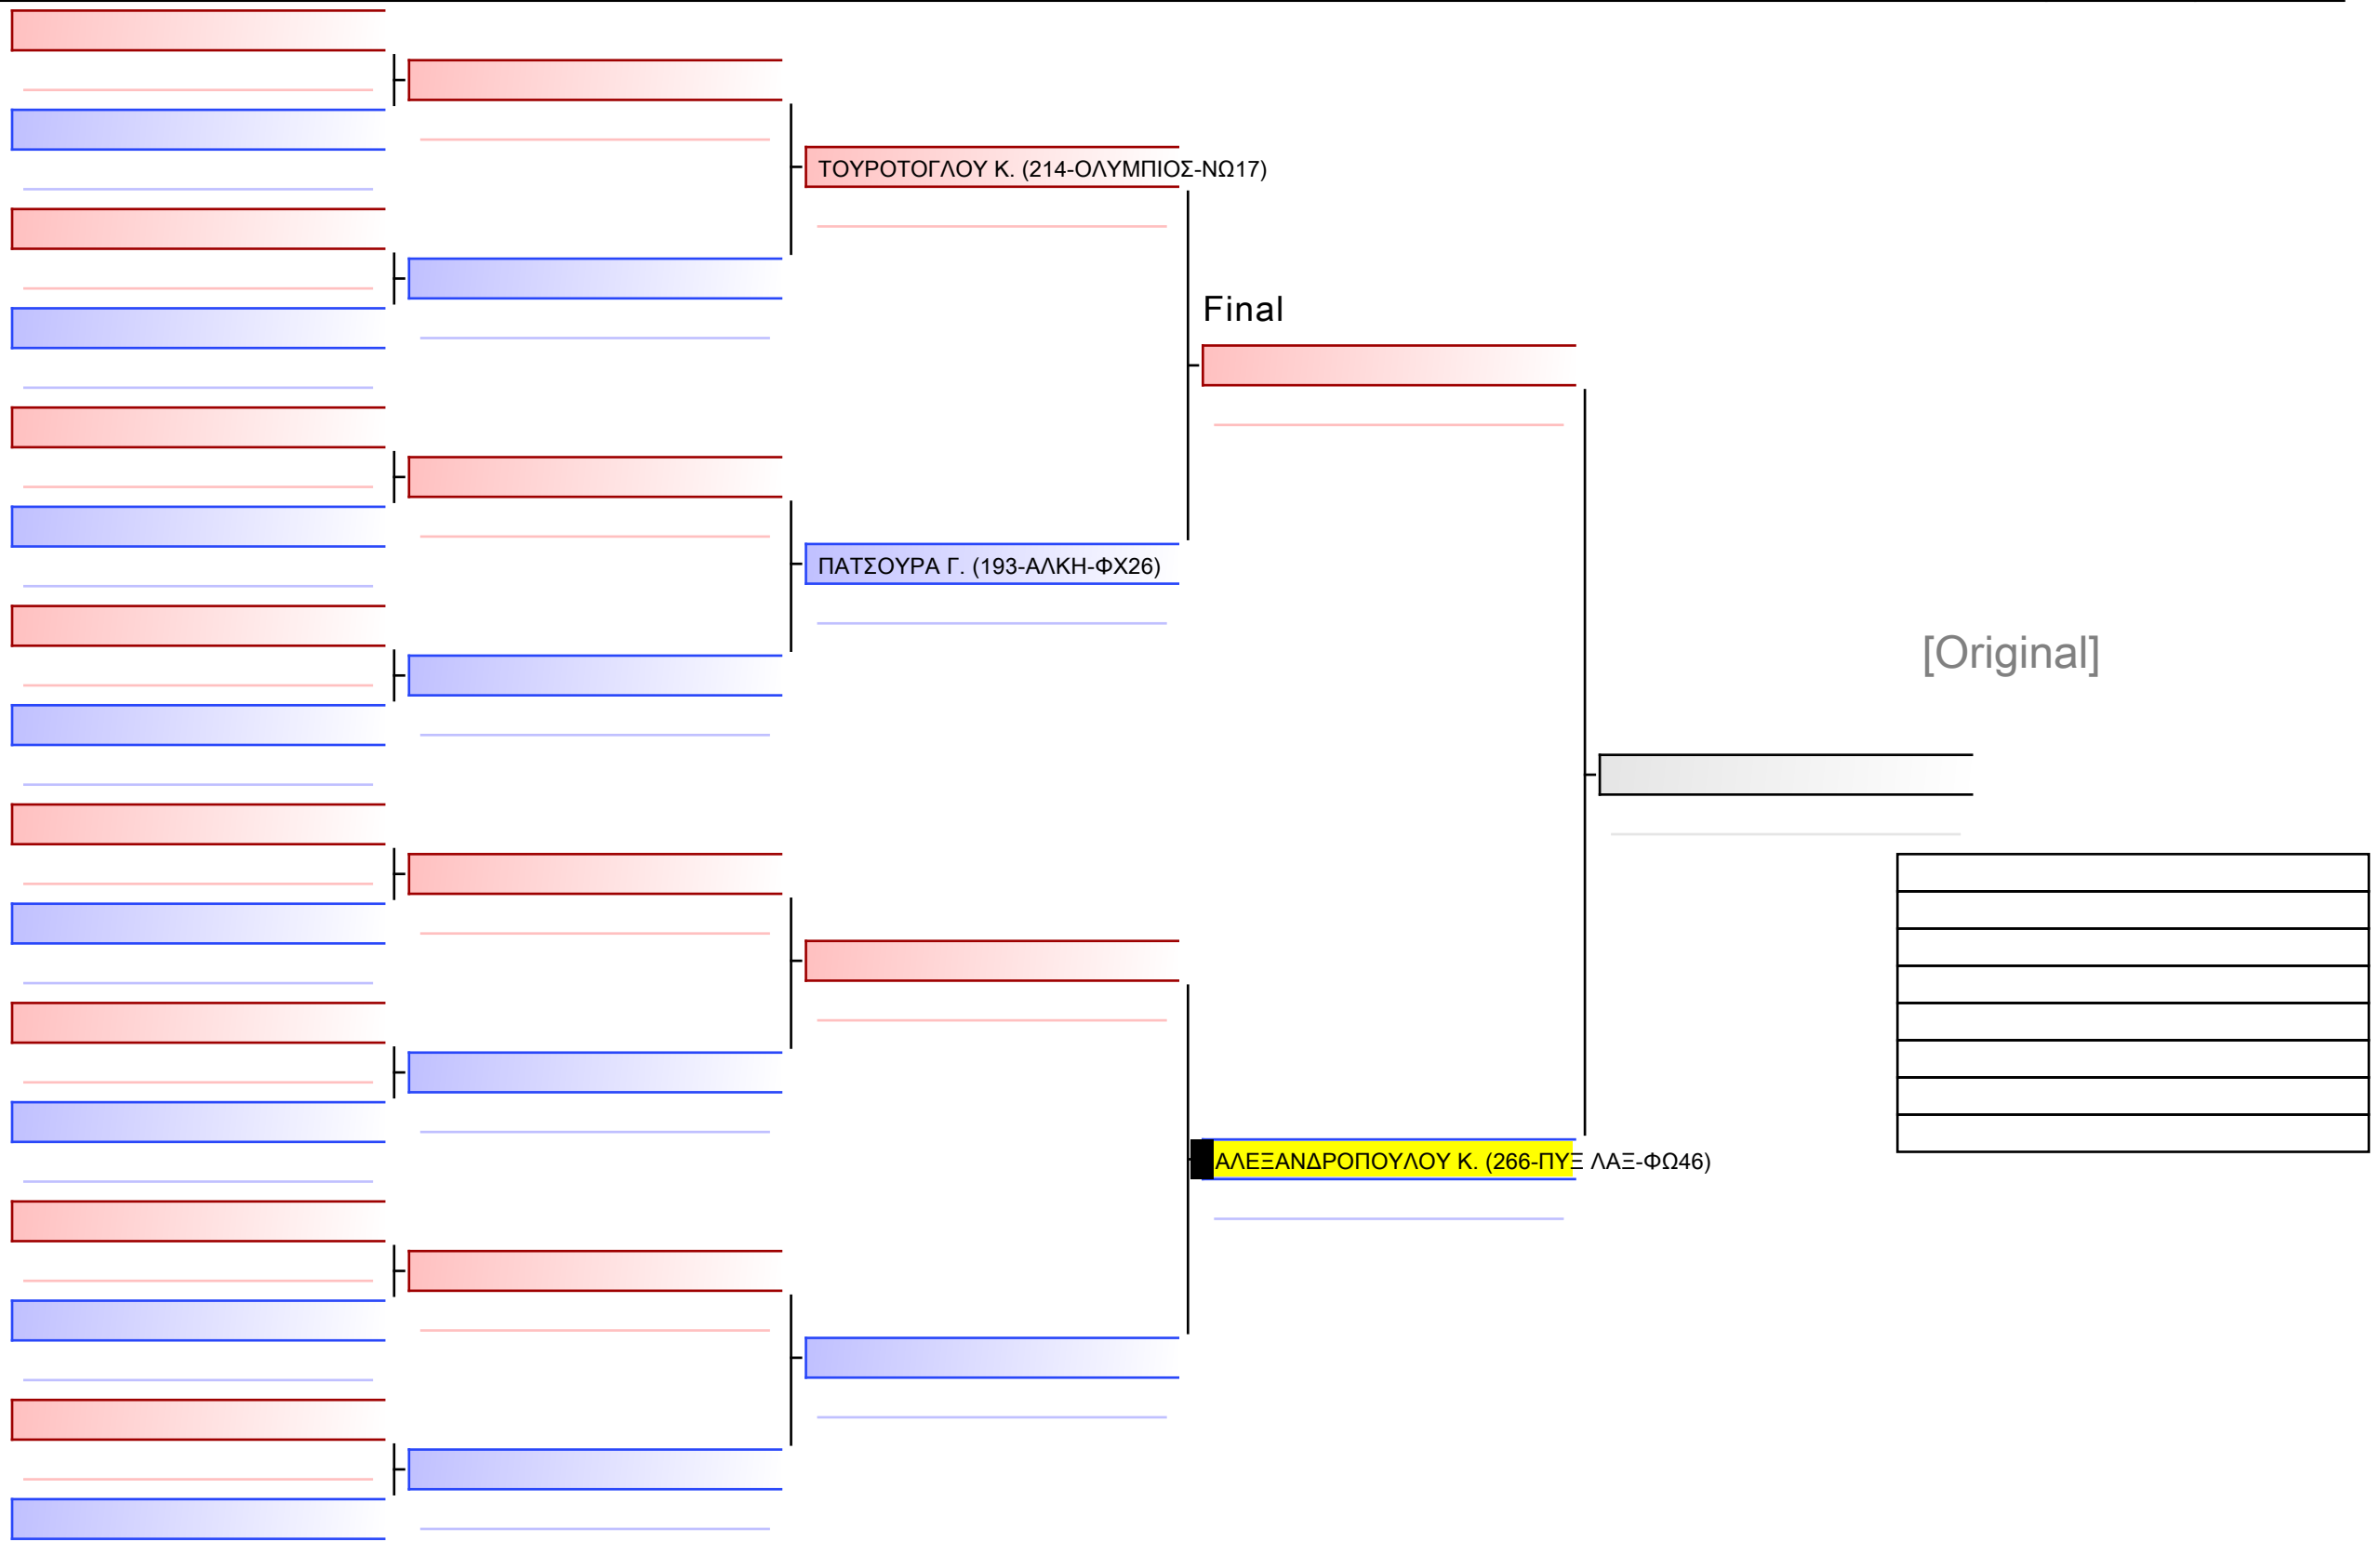 ΤΟΥΡΟΤΟΓΛΟΥ Κ. (214-ΟΛΥΜΠΙΟΣ-ΝΩ17)
Final
ΠΑΤΣΟΥΡΑ Γ. (193-ΑΛΚΗ-ΦΧ26)
[Original]
ΑΛΕΞΑΝΔΡΟΠΟΥΛΟΥ Κ. (266-ΠΥΞ ΛΑΞ-ΦΩ46)